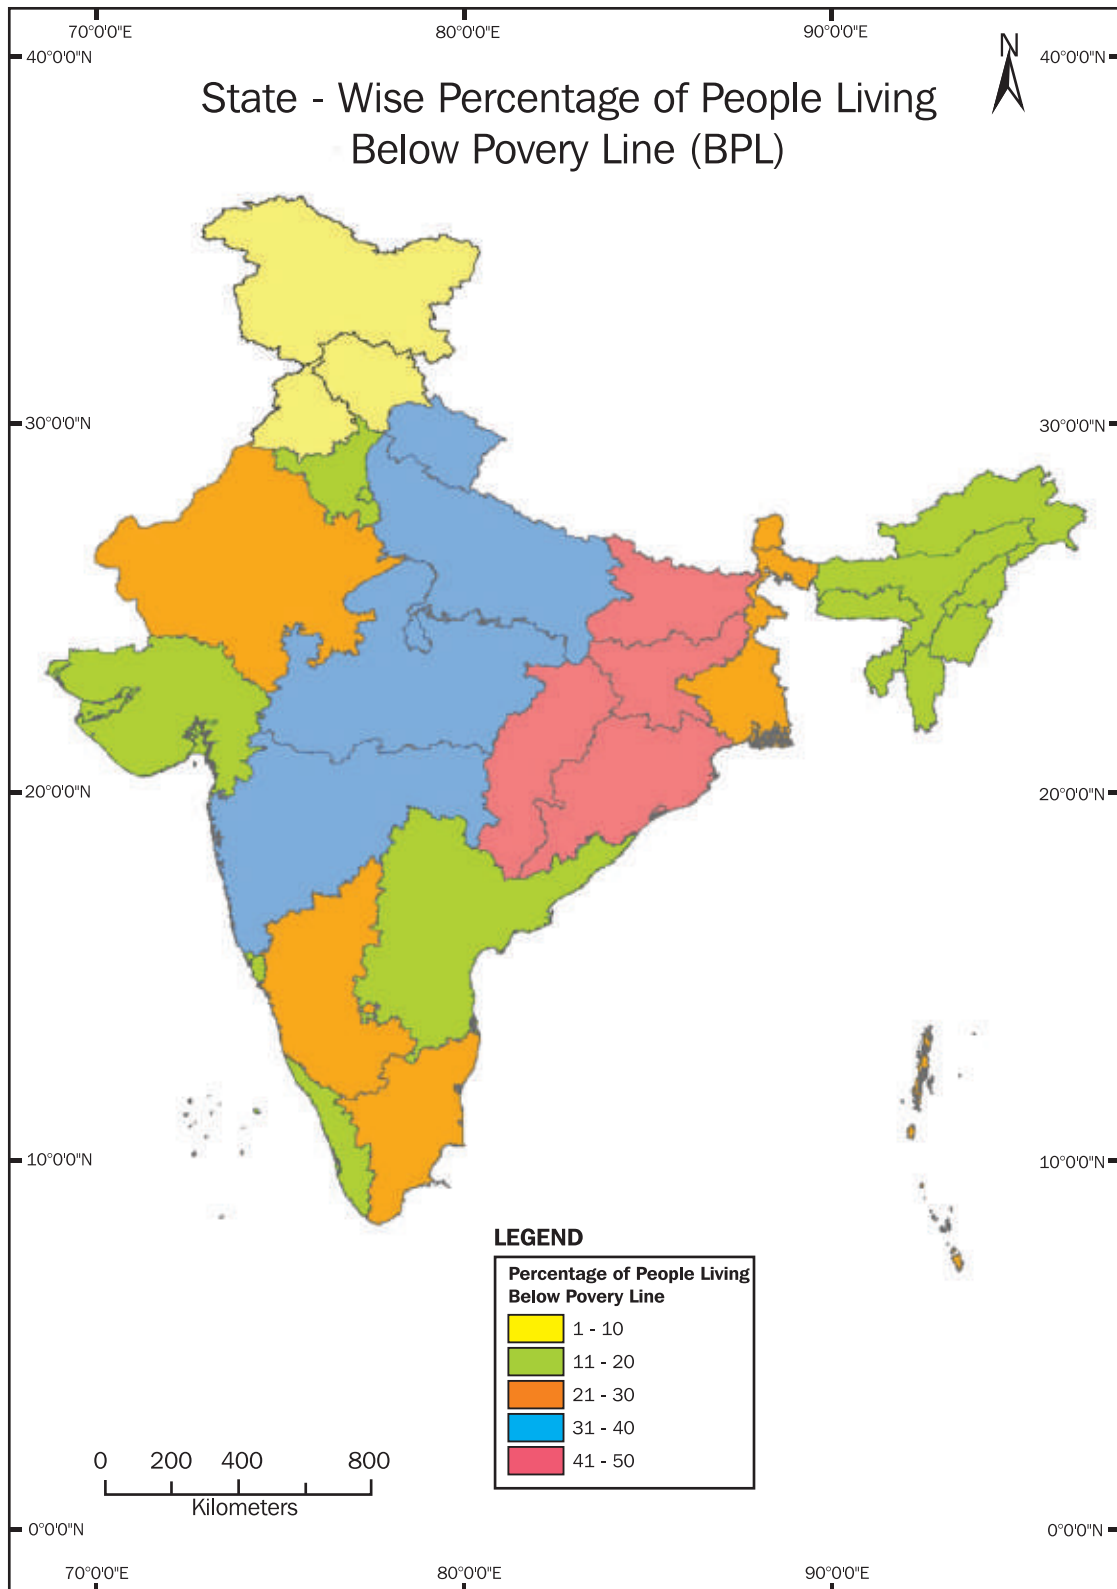 70°0'0"E 80°0'0"E 90°0'0"E
40°0'0"N 40°0'0"N
N
State - Wise Percentage of People Living
Below Povery Line (BPL)
30°0'0"N 30°0'0"N
20°0'0"N 20°0'0"N
10°0'0"N 10°0'0"N
LEGEND
Percentage of People Living
Below Povery Line
1 - 10
11 - 20
21 - 30
31 - 40
41 - 50
0 200 400 800
Kilometers
0°0'0"N 0°0'0"N
70°0'0"E 80°0'0"E 90°0'0"E